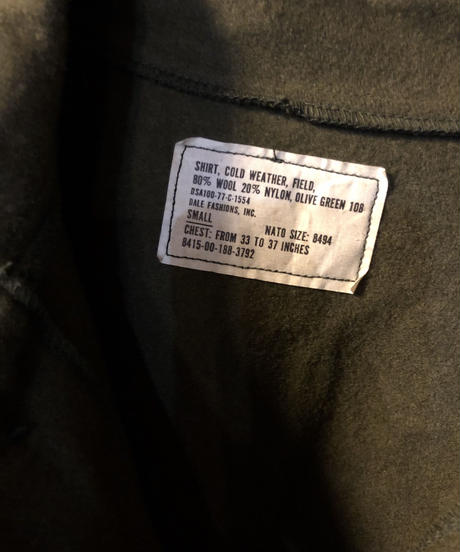 SHIRT, COLD WEATHER, FIELD,
80% WOOL 20% NYLON, OLIVE GREEN 108
DSA100-77-C-1554
DALE FASHIONS, INC.
SMALL NATO SIZE: 8494
CHEST: FROM 33 TO 37 INCHES
8415-00-188-3792